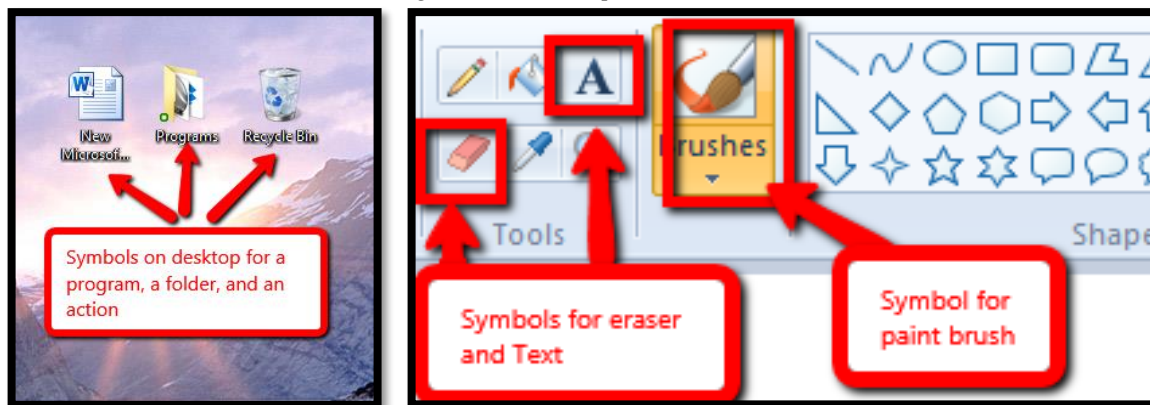 New
Microsof...
Programs
Recycle Bin
Symbols on desktop for a
program, a folder, and an
action
W
A
rushes
Tools
Shape
Symbols for eraser
and Text
Symbol for
paint brush